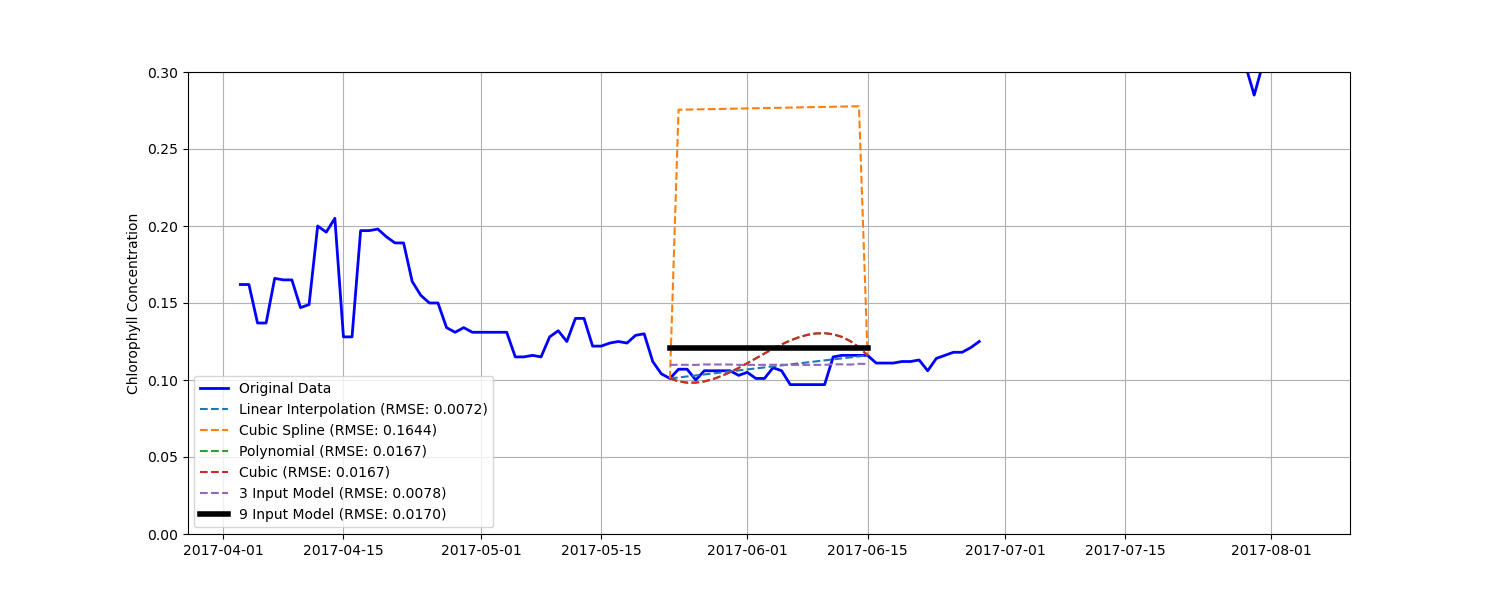 Chlorophyll Concentration
0.30
0.25
0.20
0.15
0.10
0.05
0.00
Original Data
Linear Interpolation (RMSE: 0.0072)
Cubic Spline (RMSE: 0.1644)
Polynomial (RMSE: 0.0167)
Cubic (RMSE: 0.0167)
3 Input Model (RMSE: 0.0078)
9 Input Model (RMSE: 0.0170)
2017-04-01 2017-04-15 2017-05-01 2017-05-15 2017-06-01 2017-06-15 2017-07-01 2017-07-15 2017-08-01